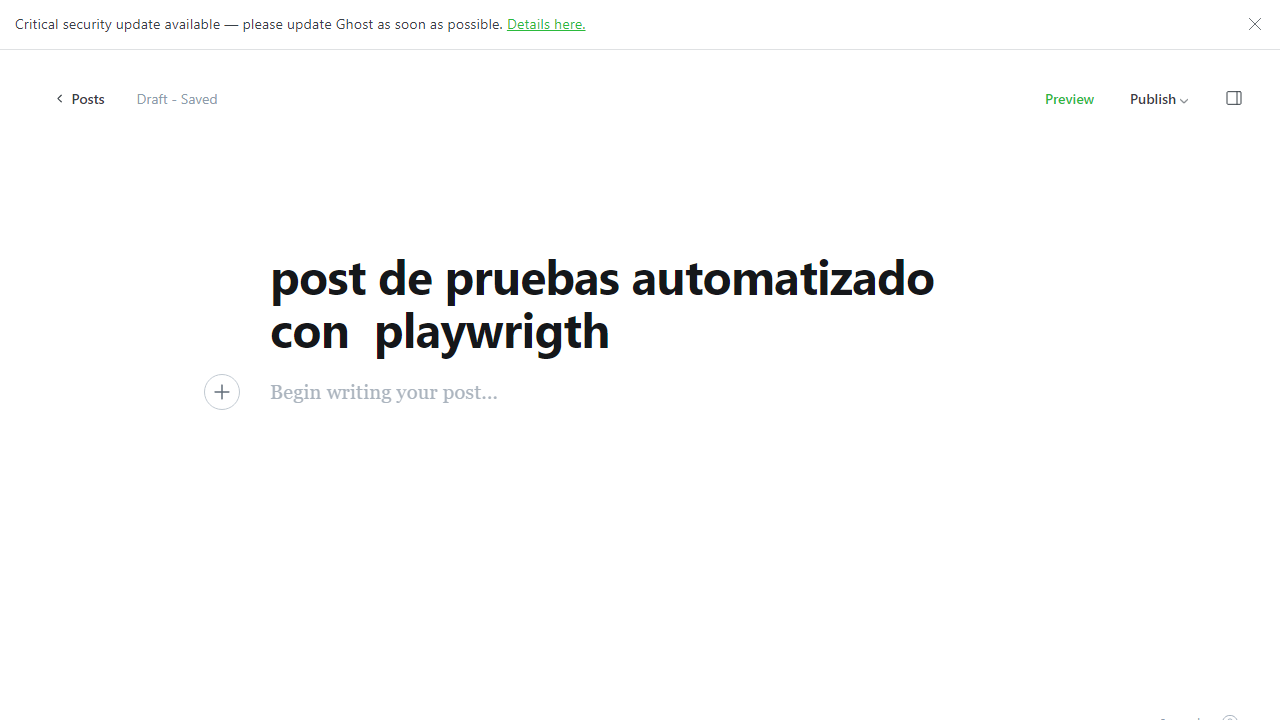 Critical security update available — please update Ghost as soon as possible. Details here.
Posts Draft - Saved Preview Publish
post de pruebas automatizado
con  playwrigth
Begin writing your post...